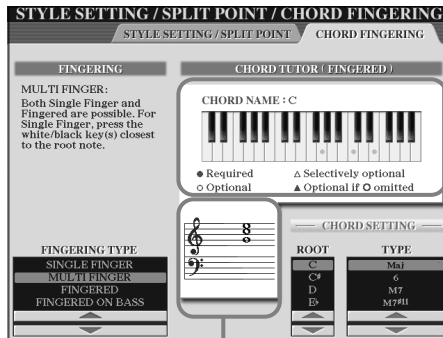 STYLE SETTING / SPLIT POINT / CHORD FINGERING
STYLE SETTING / SPLIT POINT
CHORD FINGERING
FINGERING
MULTI FINGER:
Both Single Finger and
Fingered are possible. For
Single Finger, press the
white/black key(s) closest
to the root note.
FINGERING TYPE
SINGLE FINGER
MULTI FINGER
FINGERED
FINGERED ON BASS
CHORD TUTOR ( FINGERED )
CHORD NAME : C
● Required △ Selectively optional
○ Optional ▲ Optional if ○ omitted
CHORD SETTING
ROOT TYPE
C Maj
C# 6
D M7
E♭ M7#11